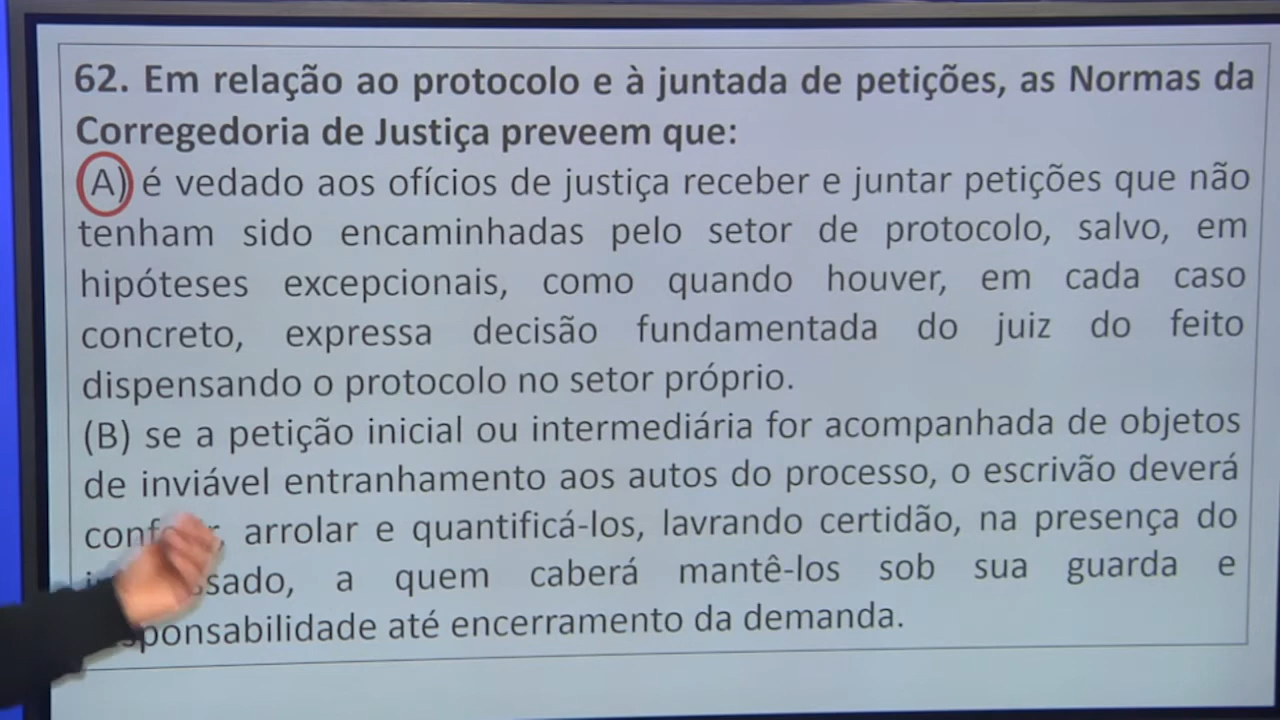 62. Em relação ao protocolo e à juntada de petições, as Normas da
Corregedoria de Justiça preveem que:
A) é vedado aos ofícios de justiça receber e juntar petições que não
tenham sido encaminhadas pelo setor de protocolo, salvo, em
hipóteses excepcionais, como quando houver, em cada caso
concreto, expressa decisão fundamentada do juiz do feito
dispensando o protocolo no setor próprio.
(B) se a petição inicial ou intermediária for acompanhada de objetos
de inviável entranhamento aos autos do processo, o escrivão deverá
arrolar e quantificá-los, lavrando certidão, na presença do
a quem caberá mantê-los sob sua guarda e
até encerramento da demanda.